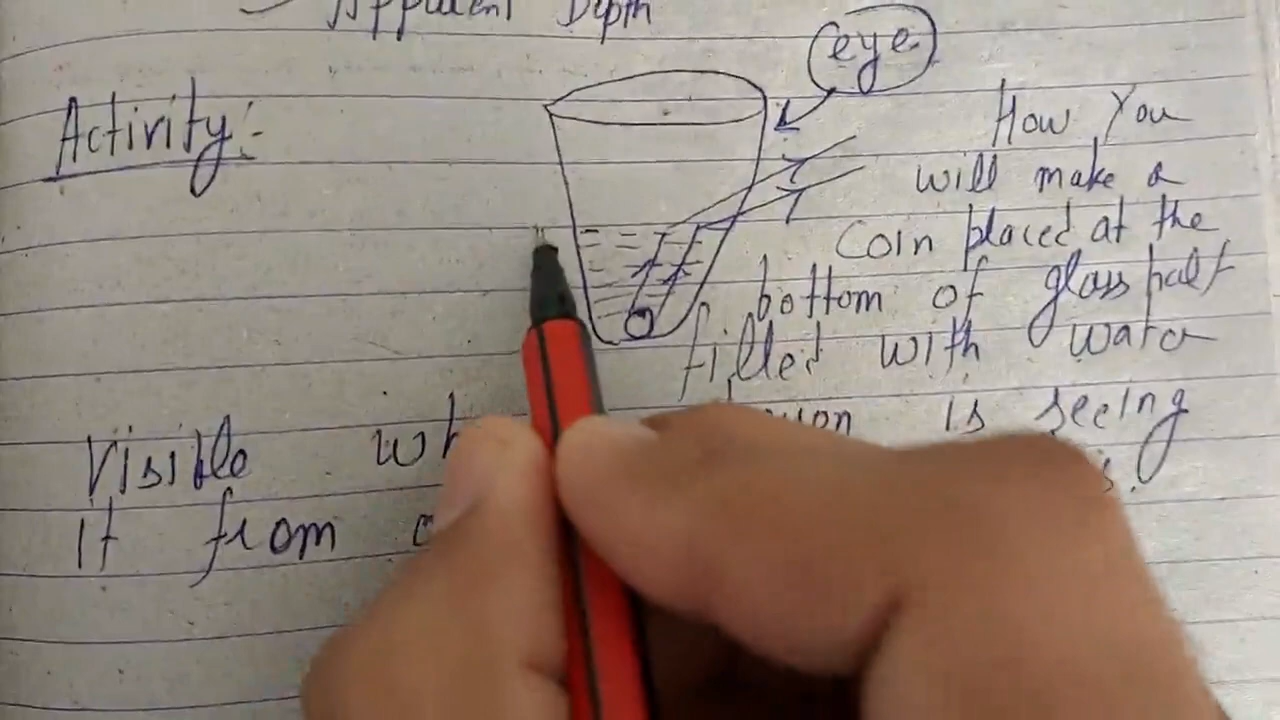 Apparent Depth
eye
Activity:-
How You
will make a
Coin placed at the
bottom of glass half
filled with water
is seeing
Visible
it from